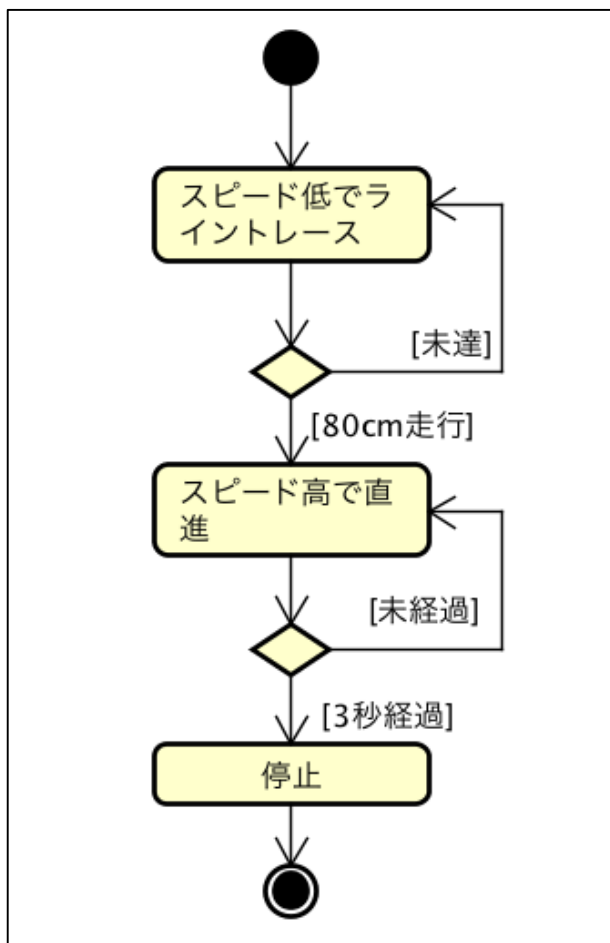 スピード低でラ
イントレース
[未達]
[80cm走行]
スピード高で直
進
[未経過]
[3秒経過]
停止